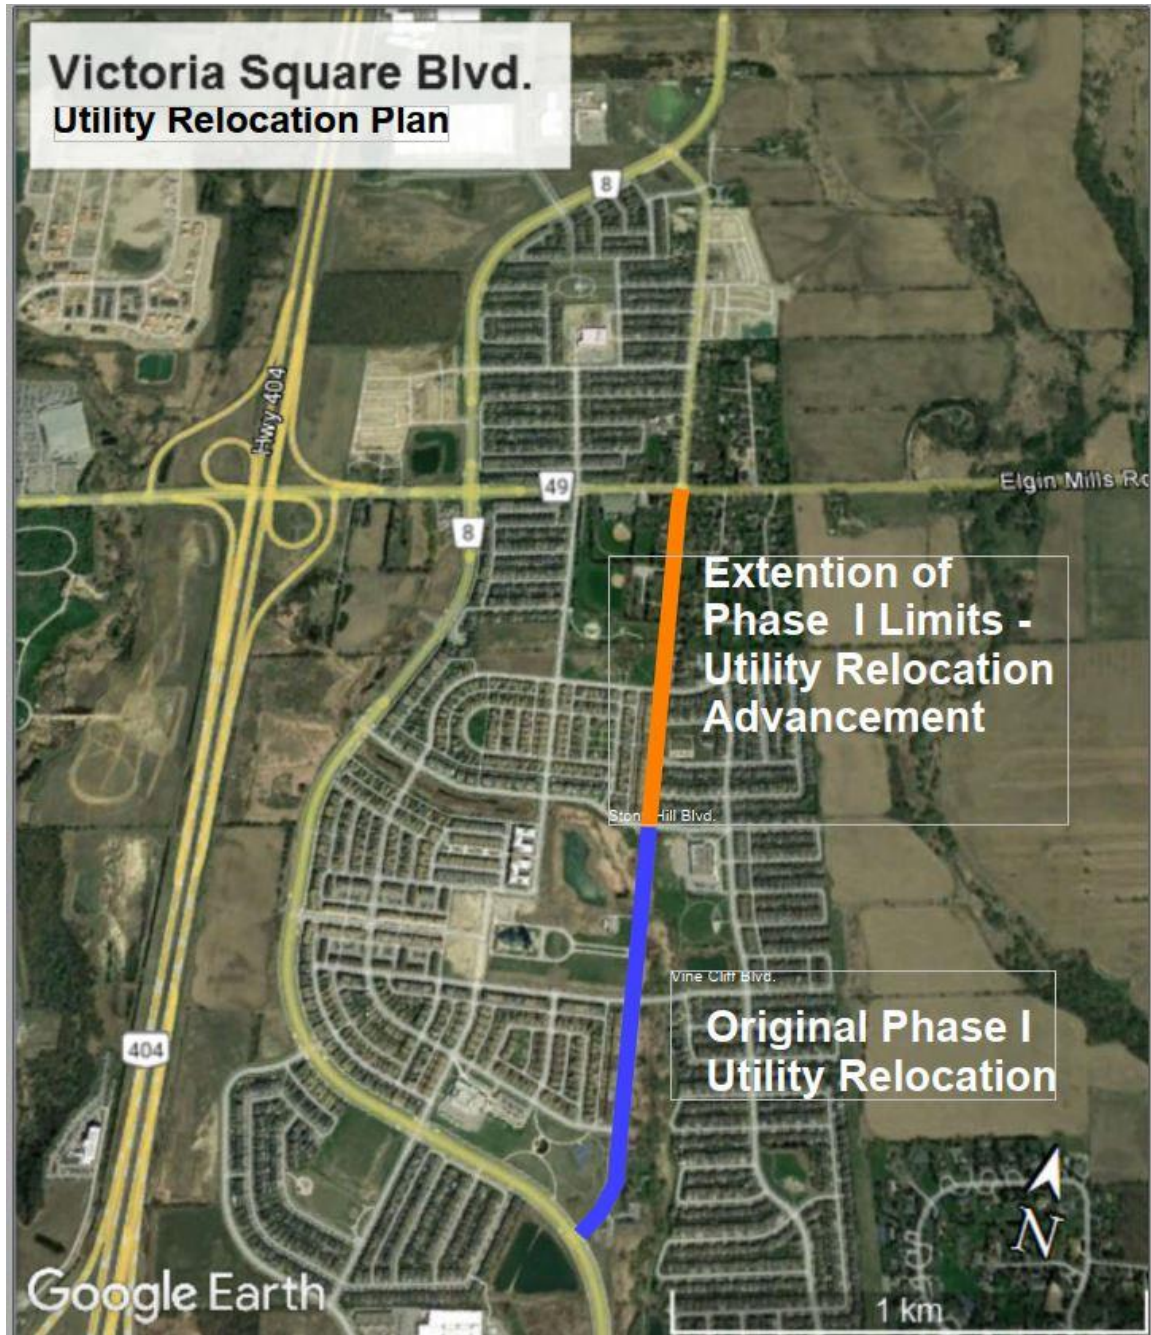 Victoria Square Blvd.
Utility Relocation Plan
8
Hwy 404
49
Elgin Mills Rd
8
Extention of
Phase I Limits -
Utility Relocation
Advancement
Hill Blvd.
Vine Cliff Blvd.
Original Phase I
Utility Relocation
404
N
Google Earth
1 km